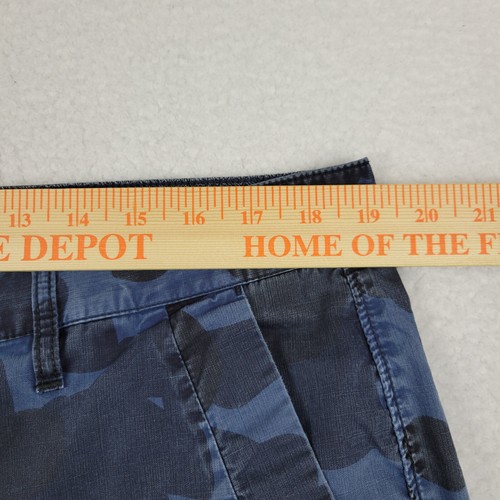 13 14 15 16 17 18 19 20 21
E DEPOT HOME OF THE F